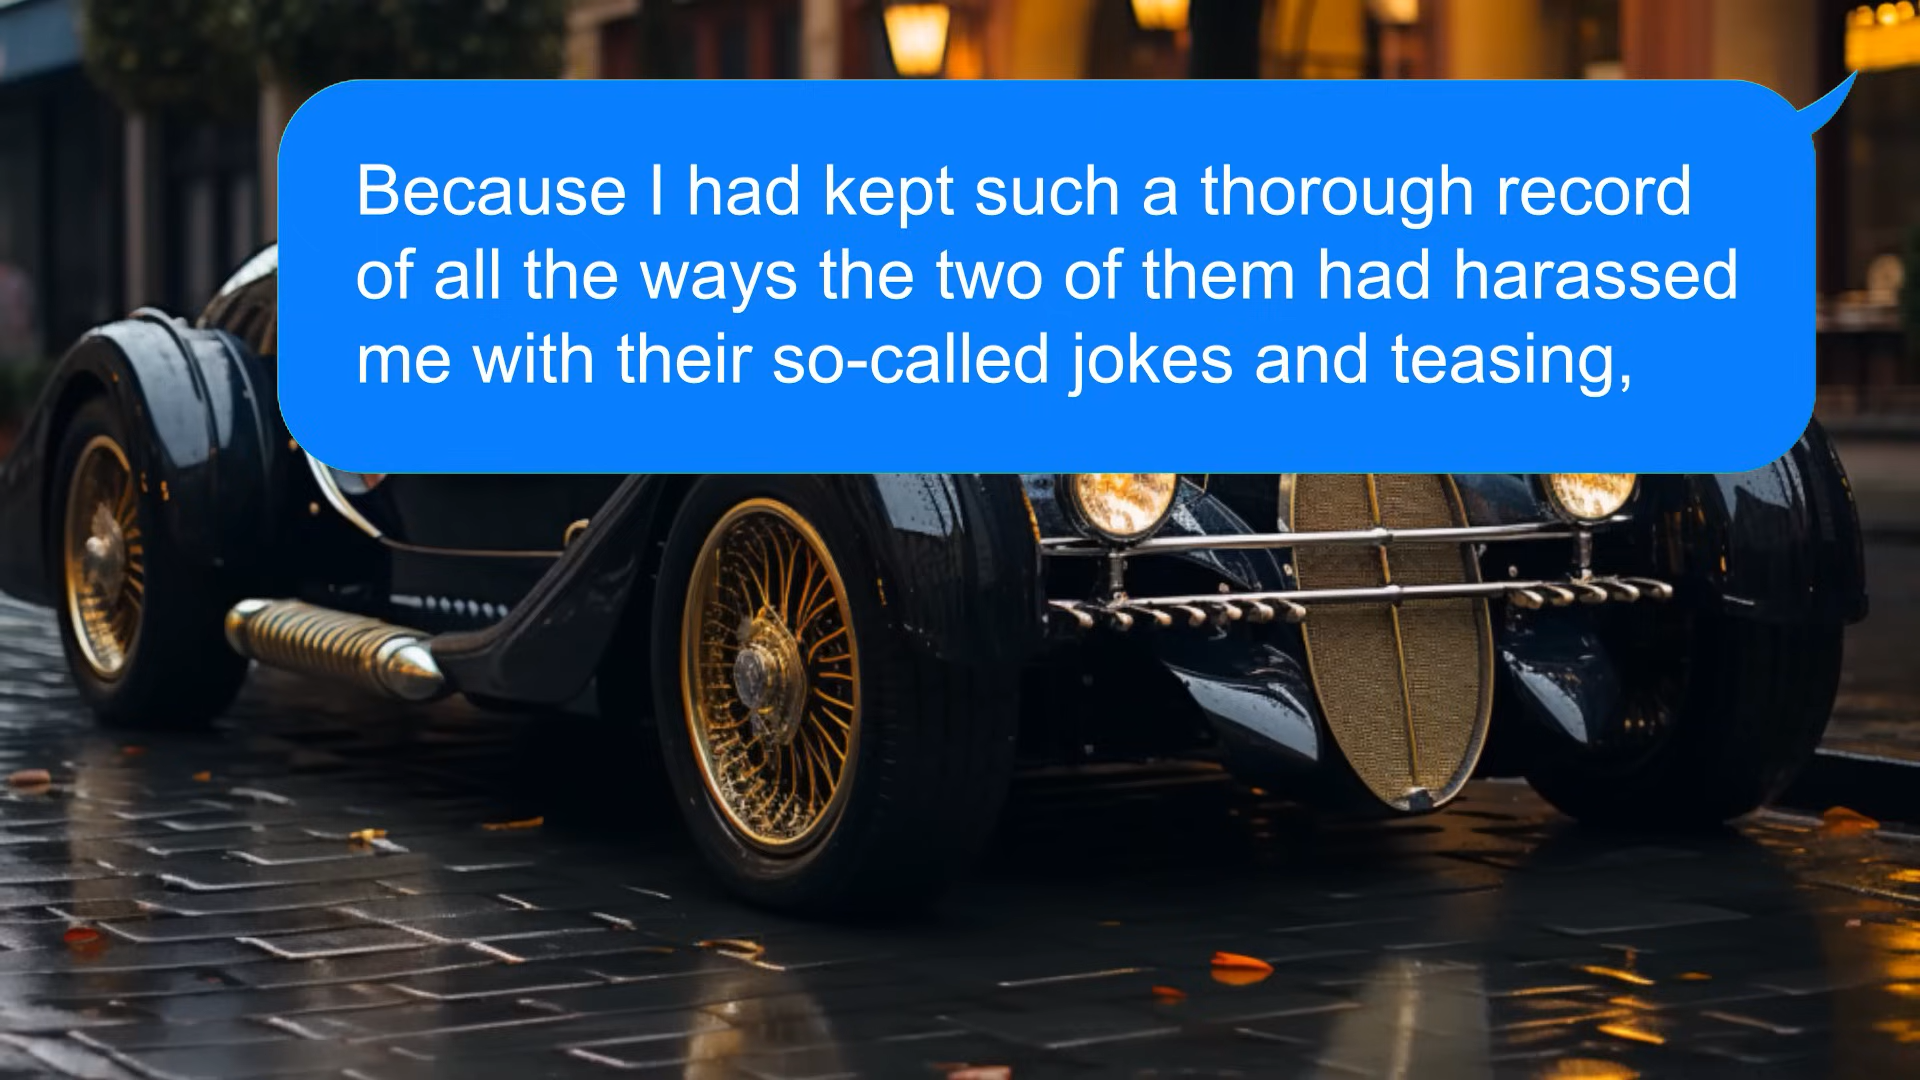 Because I had kept such a thorough record
of all the ways the two of them had harassed
me with their so-called jokes and teasing,